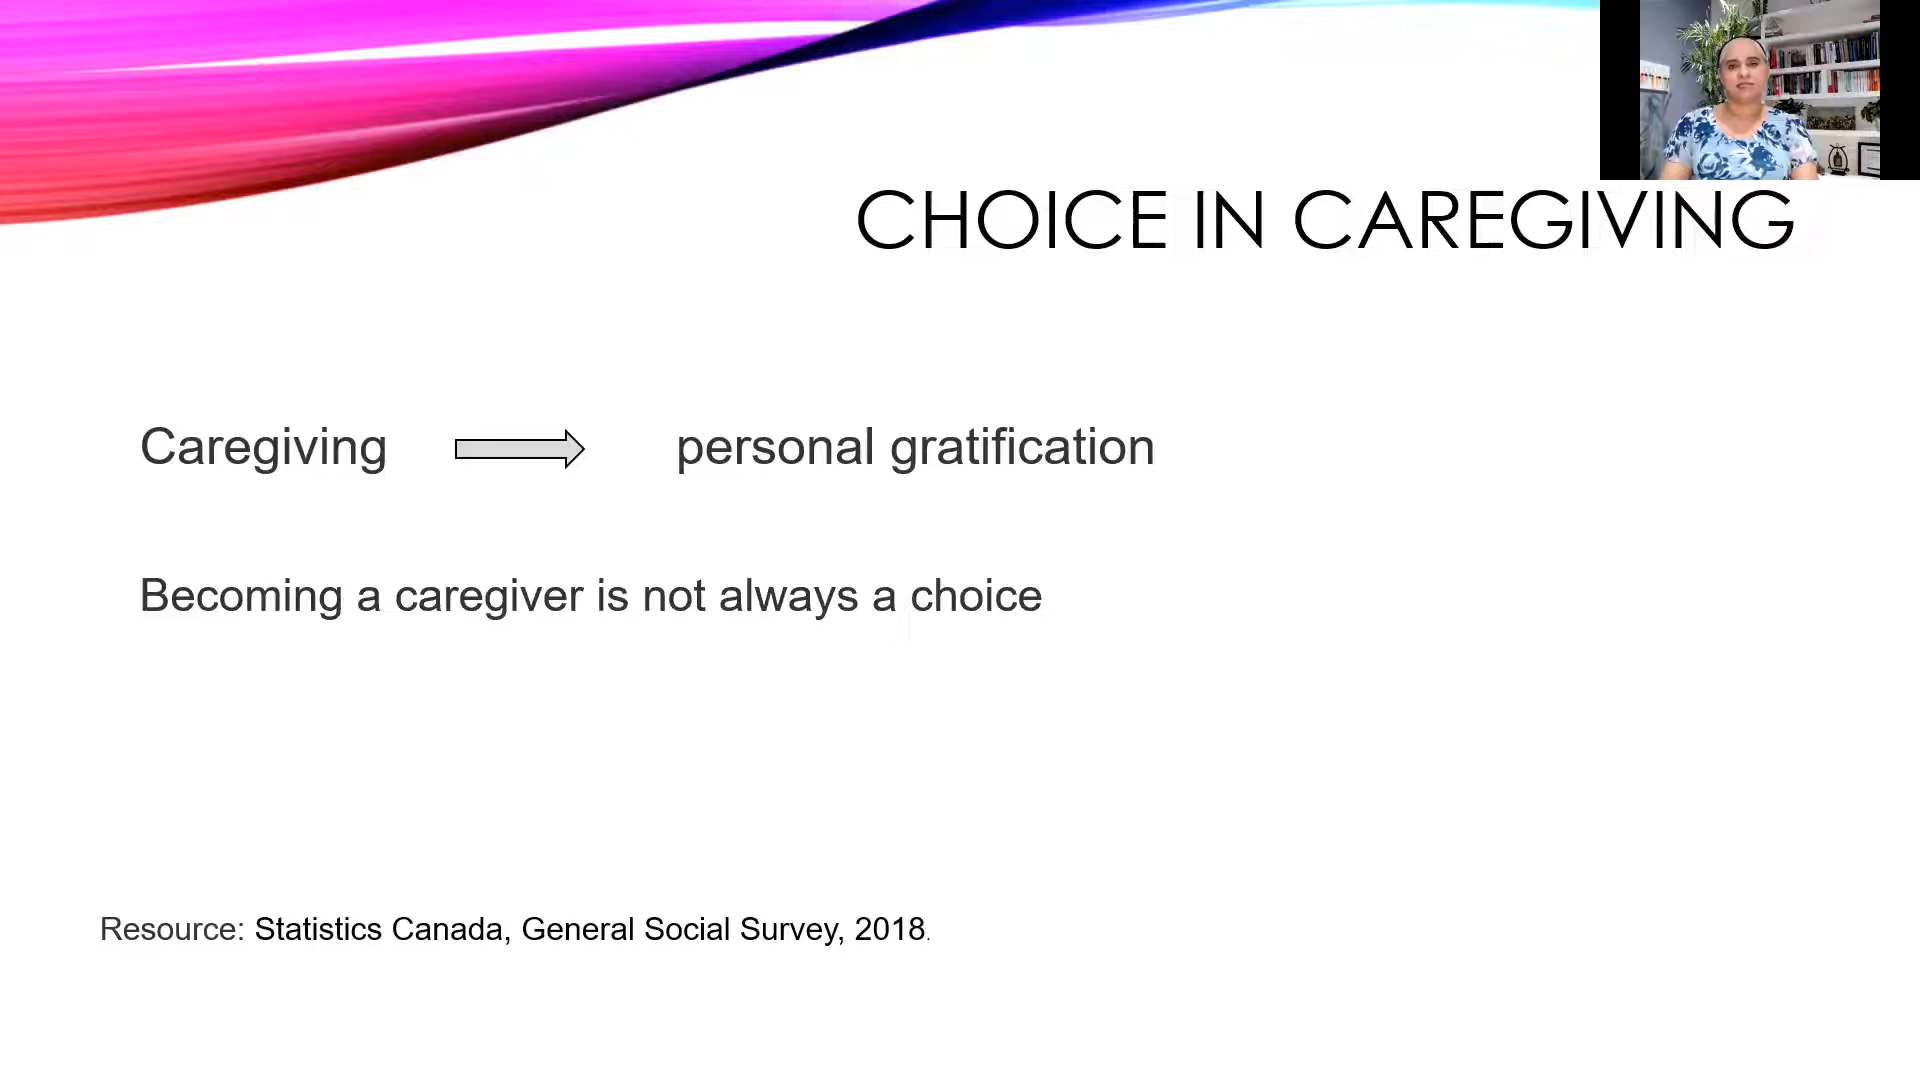 CHOICE IN CAREGIVING
Caregiving personal gratification
Becoming a caregiver is not always a choice
Resource: Statistics Canada, General Social Survey, 2018.